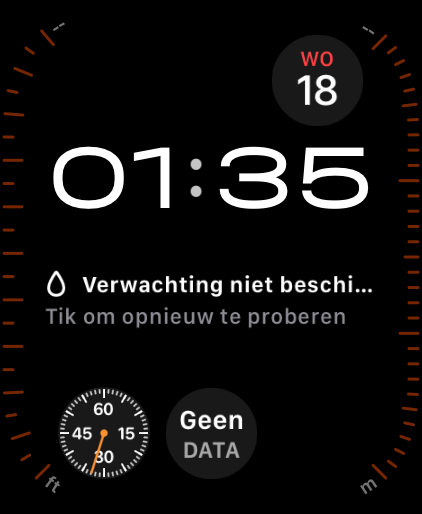 --
--
WO
18
01:35
Verwachting niet beschi...
Tik om opnieuw te proberen
60
45
15
30
Geen
DATA
ft
m